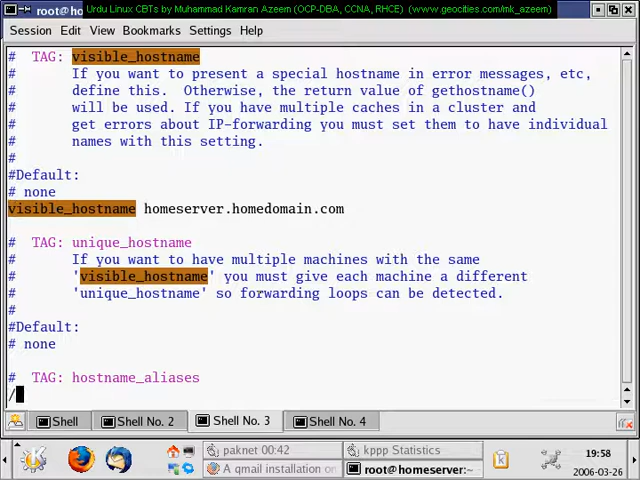 root@ho
Urdu Linux CBTs by Muhammad Kamran Azeem (OCP-DBA, CCNA, RHCE) (www.geocities.com/mk_azeem)
Session Edit View Bookmarks Settings Help
# TAG: visible_hostname
# If you want to present a special hostname in error messages, etc,
# define this. Otherwise, the return value of gethostname()
# will be used. If you have multiple caches in a cluster and
# get errors about IP-forwarding you must set them to have individual
# names with this setting.
#
#Default:
# none
visible_hostname homeserver.homedomain.com
# TAG: unique_hostname
# If you want to have multiple machines with the same
# 'visible_hostname' you must give each machine a different
# 'unique_hostname' so forwarding loops can be detected.
#
#Default:
# none
# TAG: hostname_aliases
/
Shell Shell No. 2 Shell No. 3 Shell No. 4
paknet 00:42 kppp Statistics
A qmail installation on root@homeserver:~
19:58
2006-03-26